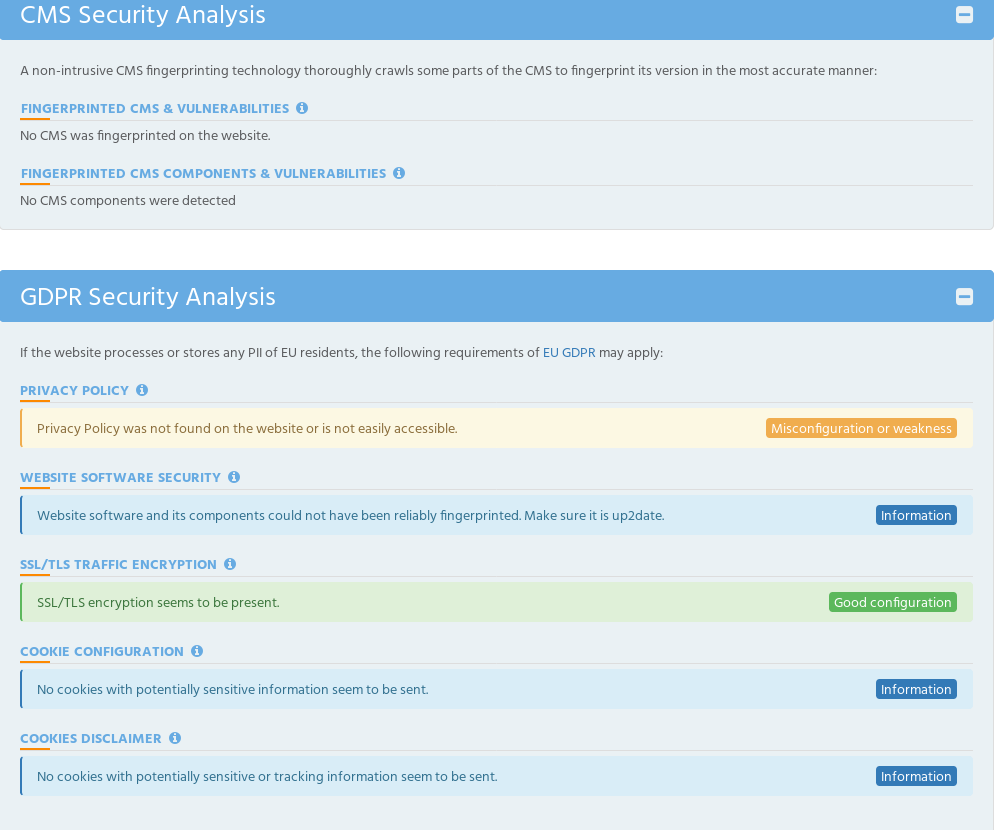 CMS Security Analysis
A non-intrusive CMS fingerprinting technology thoroughly crawls some parts of the CMS to fingerprint its version in the most accurate manner:
FINGERPRINTED CMS & VULNERABILITIES
No CMS was fingerprinted on the website.
FINGERPRINTED CMS COMPONENTS & VULNERABILITIES
No CMS components were detected
GDPR Security Analysis
If the website processes or stores any PII of EU residents, the following requirements of EU GDPR may apply:
PRIVACY POLICY
Privacy Policy was not found on the website or is not easily accessible. Misconfiguration or weakness
WEBSITE SOFTWARE SECURITY
Website software and its components could not have been reliably fingerprinted. Make sure it is up2date. Information
SSL/TLS TRAFFIC ENCRYPTION
SSL/TLS encryption seems to be present. Good configuration
COOKIE CONFIGURATION
No cookies with potentially sensitive information seem to be sent. Information
COOKIES DISCLAIMER
No cookies with potentially sensitive or tracking information seem to be sent. Information